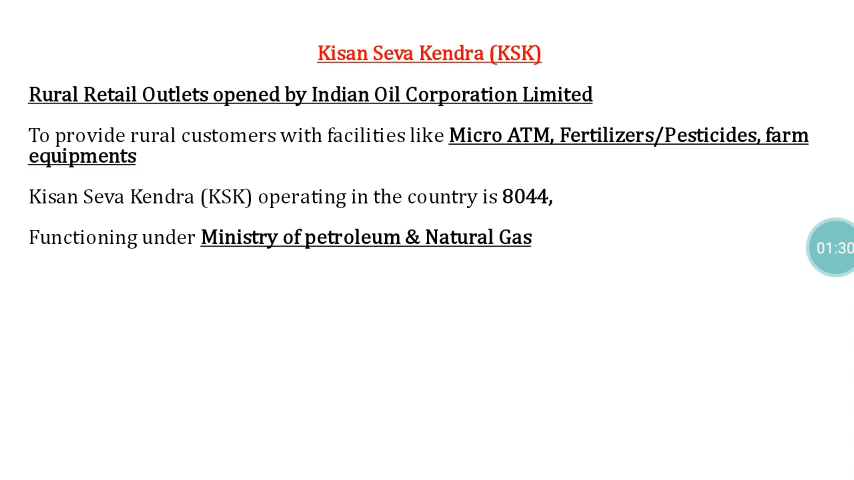 Kisan Seva Kendra (KSK)
Rural Retail Outlets opened by Indian Oil Corporation Limited
To provide rural customers with facilities like Micro ATM, Fertilizers/Pesticides, farm
equipments
Kisan Seva Kendra (KSK) operating in the country is 8044,
Functioning under Ministry of petroleum & Natural Gas
01:30